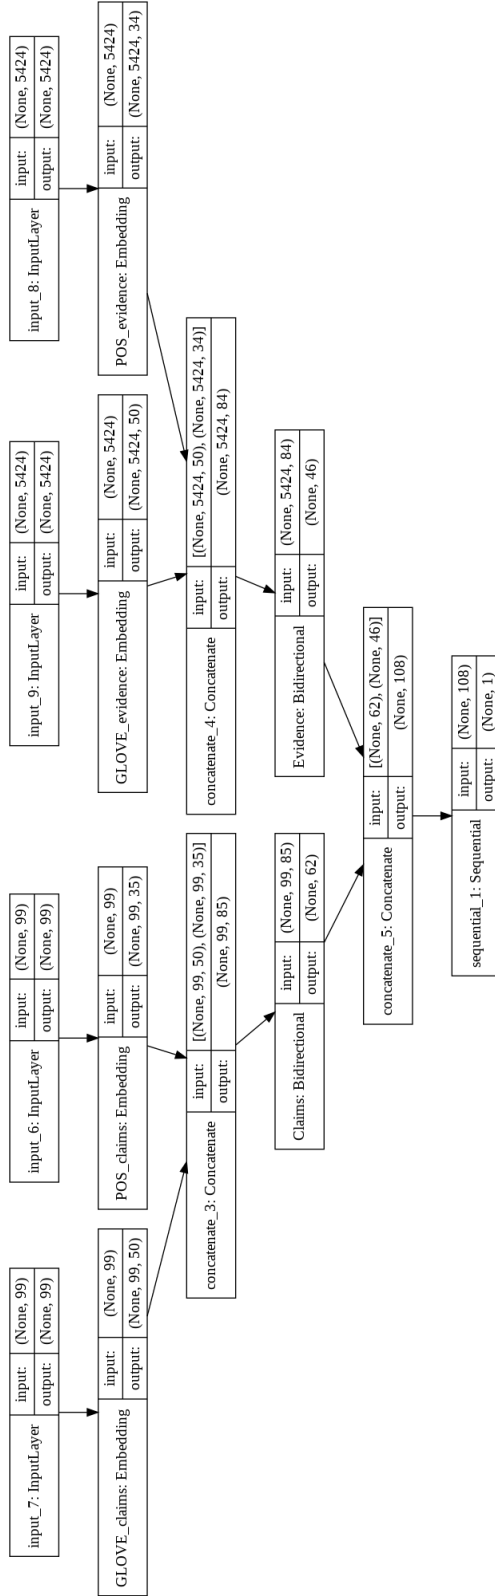 input_7: InputLayer
input:
(None, 99)
output:
(None, 99)
input_6: InputLayer
input:
(None, 99)
output:
(None, 99)
input_9: InputLayer
input:
(None, 5424)
output:
(None, 5424)
input_8: InputLayer
input:
(None, 5424)
output:
(None, 5424)
GLOVE_claims: Embedding
input:
(None, 99)
output:
(None, 99, 50)
POS_claims: Embedding
input:
(None, 99)
output:
(None, 99, 35)
GLOVE_evidence: Embedding
input:
(None, 5424)
output:
(None, 5424, 50)
POS_evidence: Embedding
input:
(None, 5424)
output:
(None, 5424, 34)
concatenate_3: Concatenate
input:
[(None, 99, 50), (None, 99, 35)]
output:
(None, 99, 85)
concatenate_4: Concatenate
input:
[(None, 5424, 50), (None, 5424, 34)]
output:
(None, 5424, 84)
Claims: Bidirectional
input:
(None, 99, 85)
output:
(None, 62)
Evidence: Bidirectional
input:
(None, 5424, 84)
output:
(None, 46)
concatenate_5: Concatenate
input:
[(None, 62), (None, 46)]
output:
(None, 108)
sequential_1: Sequential
input:
(None, 108)
output:
(None, 1)